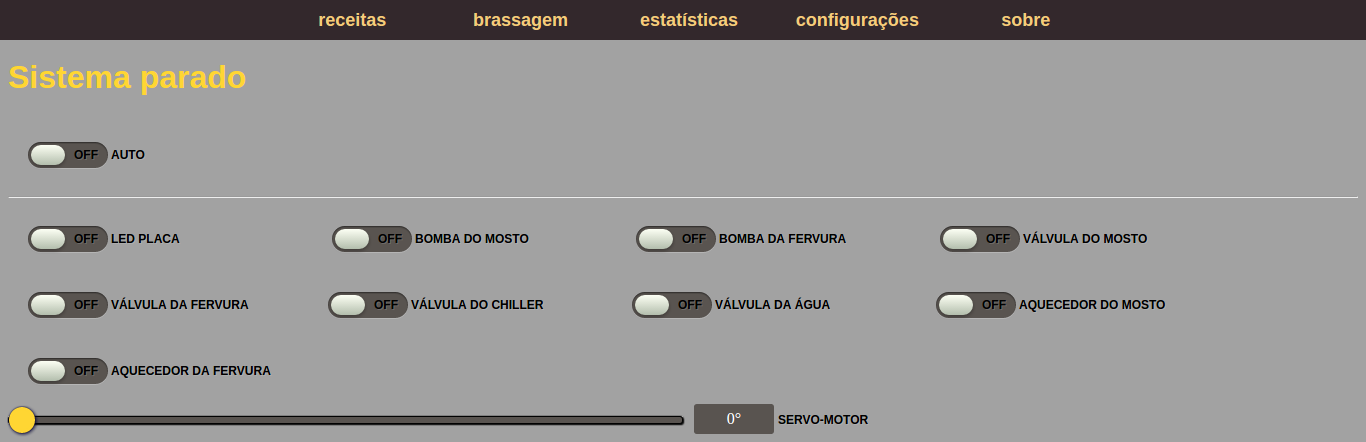 receitas brassagem estatísticas configurações sobre
Sistema parado
OFF AUTO
OFF LED PLACA OFF BOMBA DO MOSTO OFF BOMBA DA FERVURA OFF VÁLVULA DO MOSTO
OFF VÁLVULA DA FERVURA OFF VÁLVULA DO CHILLER OFF VÁLVULA DA ÁGUA OFF AQUECEDOR DO MOSTO
OFF AQUECEDOR DA FERVURA
0° SERVO-MOTOR